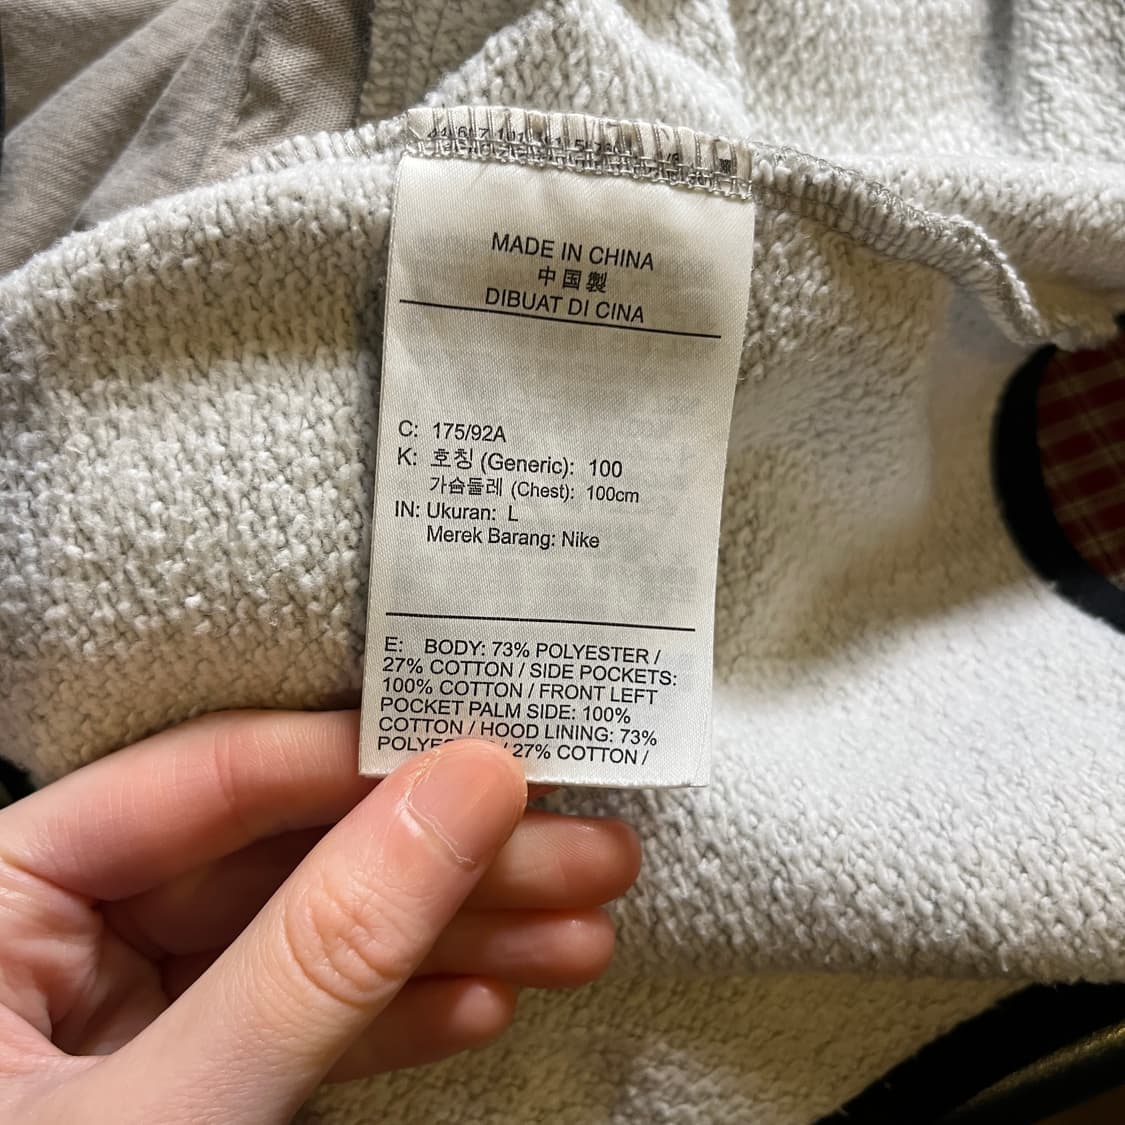 MADE IN CHINA
中国製
DIBUAT DI CINA
C: 175/92A
K: 호칭 (Generic): 100
가슴둘레 (Chest): 100cm
IN: Ukuran: L
Merek Barang: Nike
E: BODY: 73% POLYESTER /
27% COTTON / SIDE POCKETS:
100% COTTON / FRONT LEFT
POCKET PALM SIDE: 100%
COTTON / HOOD LINING: 73%
/ 27% COTTON /